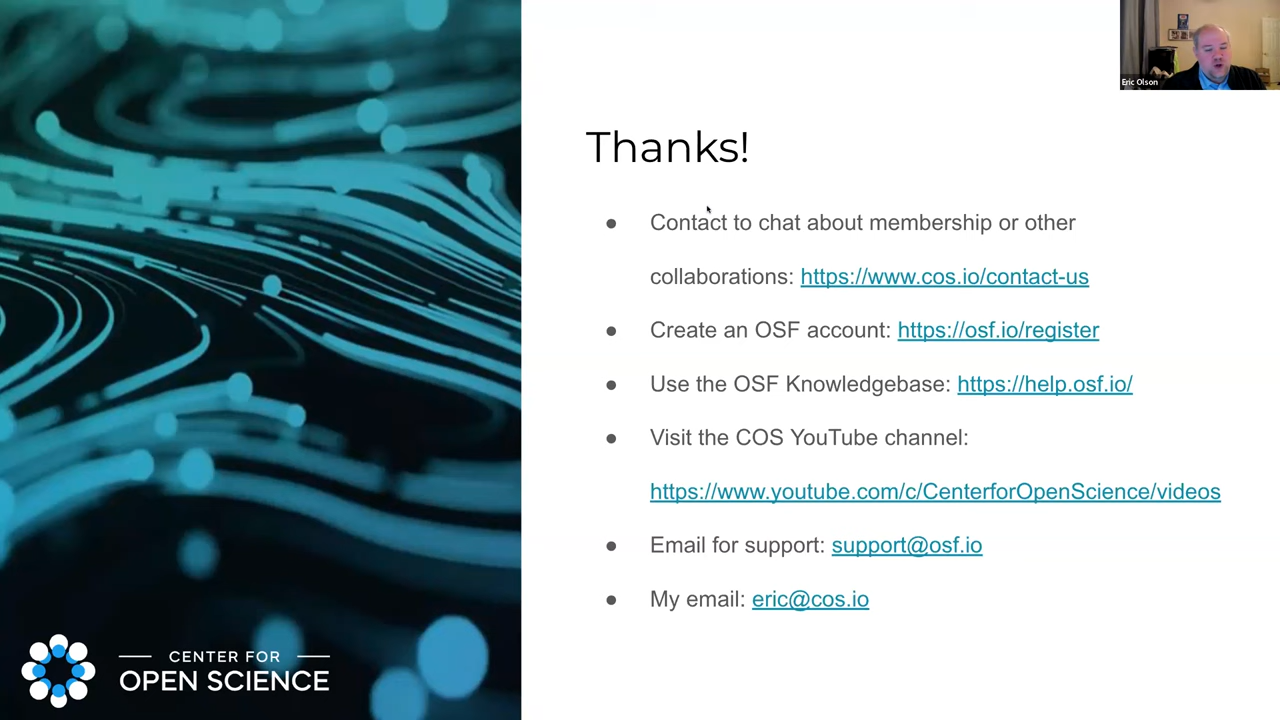 Eric Olson
Thanks!
● Contact to chat about membership or other
collaborations: https://www.cos.io/contact-us
● Create an OSF account: https://osf.io/register
● Use the OSF Knowledgebase: https://help.osf.io/
● Visit the COS YouTube channel:
https://www.youtube.com/c/CenterforOpenScience/videos
● Email for support: support@osf.io
● My email: eric@cos.io
CENTER FOR
OPEN SCIENCE